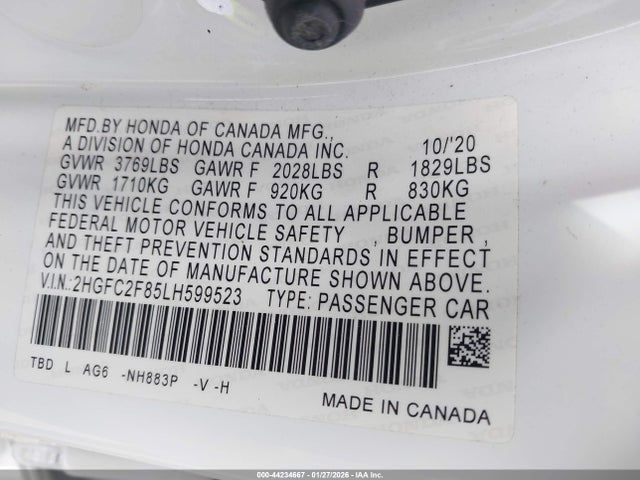 MFD.BY HONDA OF CANADA MFG.,
A DIVISION OF HONDA CANADA INC. 10/'20
GVWR 3769LBS GAWR F 2028LBS R 1829LBS
GVWR 1710KG GAWR F 920KG R 830KG
THIS VEHICLE CONFORMS TO ALL APPLICABLE
FEDERAL MOTOR VEHICLE SAFETY , BUMPER ,
AND THEFT PREVENTION STANDARDS IN EFFECT
ON THE DATE OF MANUFACTURE SHOWN ABOVE.
V.I.N.:2HGFC2F85LH599523 TYPE: PASSENGER CAR
TBD L AG6 -NH883P -V -H
MADE IN CANADA
00-44234667 | 01/27/2026 | IAA Inc.